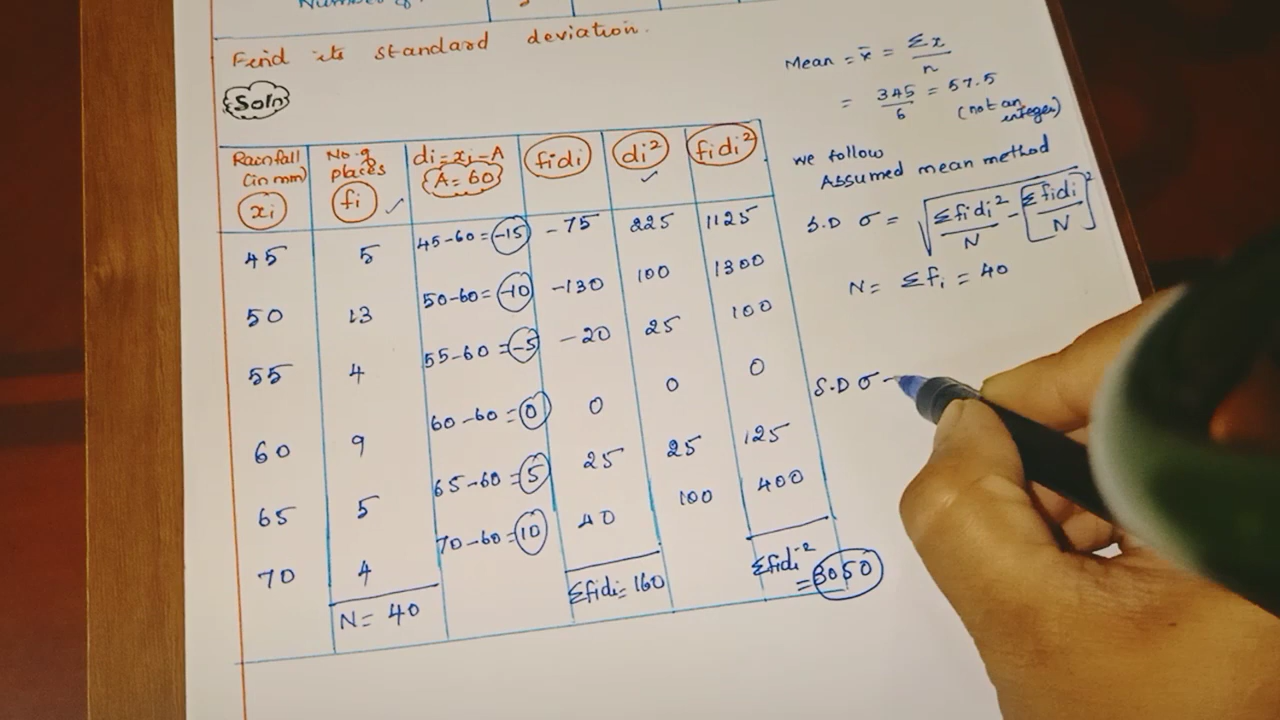 Find its standard deviation.
Soln
Rainfall (in mm) xi | No. of places fi ✓ | di = xi - A A = 60 | fidi | di² ✓ | fidi²
45 | 5 | 45-60 = -15 | -75 | 225 | 1125
50 | 13 | 50-60 = -10 | -130 | 100 | 1300
55 | 4 | 55-60 = -5 | -20 | 25 | 100
60 | 9 | 60-60 = 0 | 0 | 0 | 0
65 | 5 | 65-60 = 5 | 25 | 25 | 125
70 | 4 | 70-60 = 10 | 40 | 100 | 400
N = 40 | Σfidi = 160 | Σfidi² = 3050
Mean = x̄ = Σx / n
= 345 / 6 = 57.5
(not an integer)
We follow
Assumed mean method
S.D σ = √( Σfidi² / N - [Σfidi / N]² )
N = Σfi = 40
S.D σ -